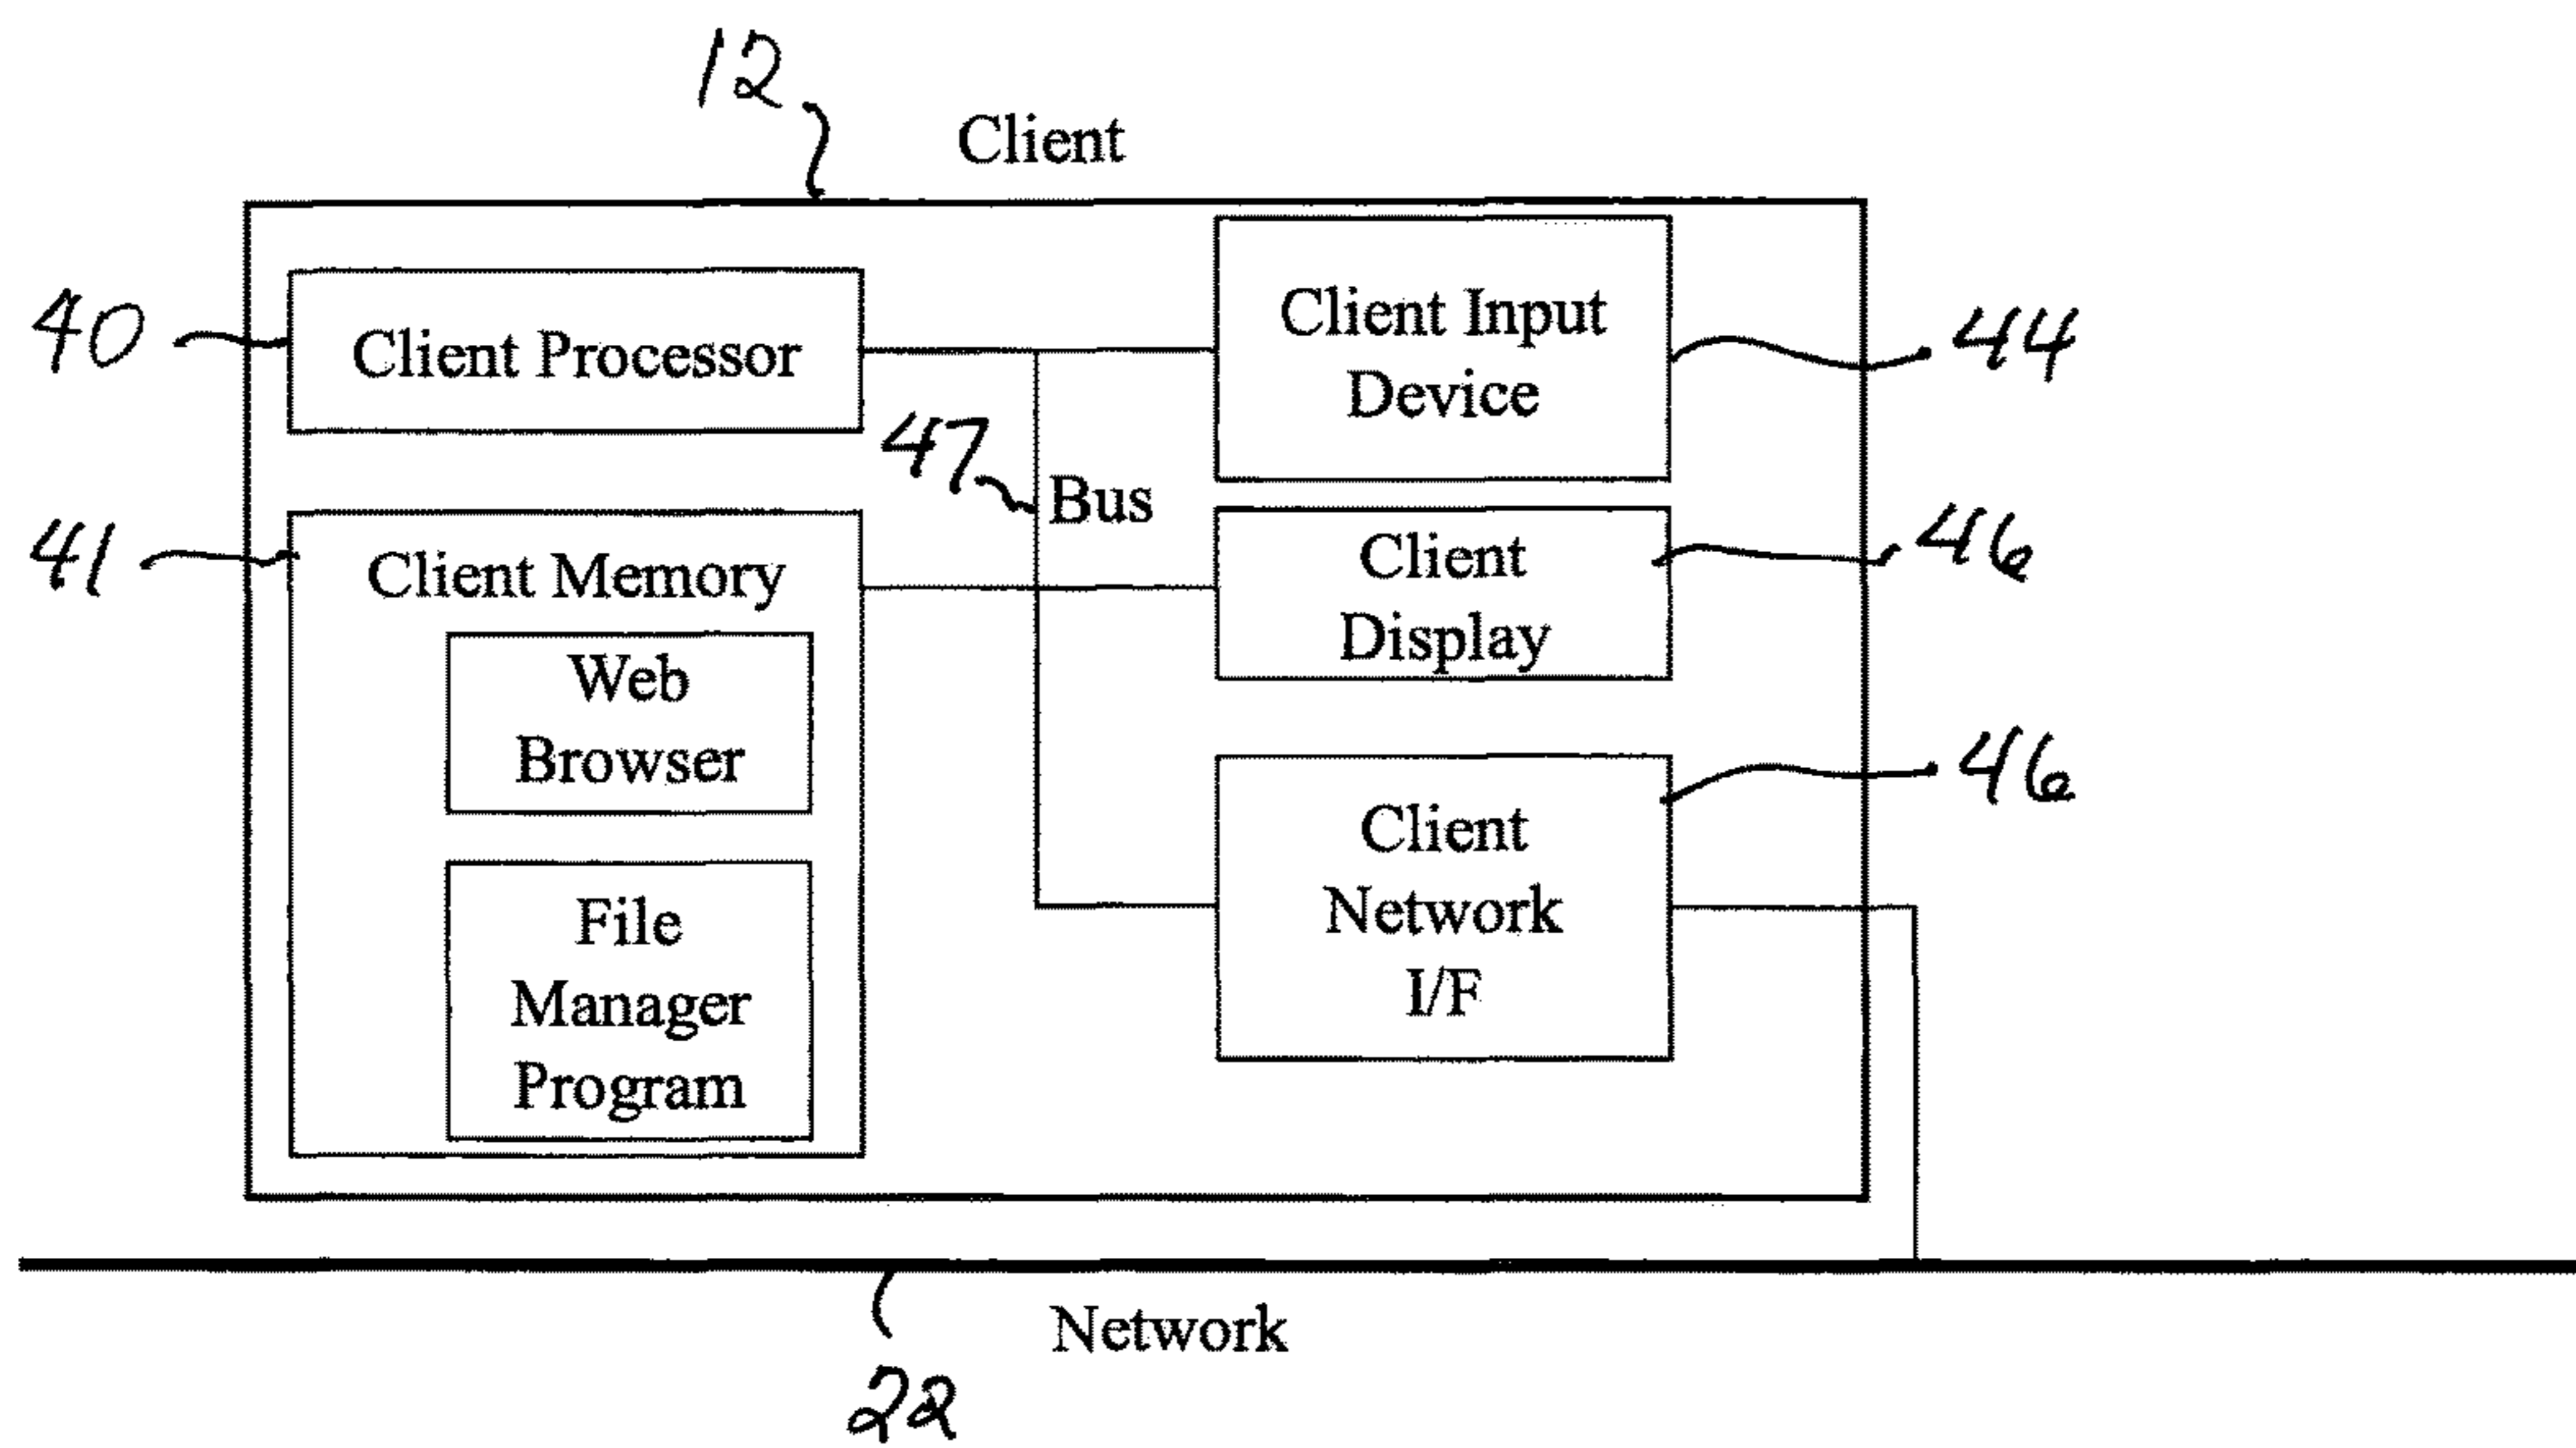 12
Client
40
Client Processor
Client Input
Device
44
47
Bus
41
Client Memory
Client
Display
46
Web
Browser
Client
Network
I/F
46
File
Manager
Program
Network
22